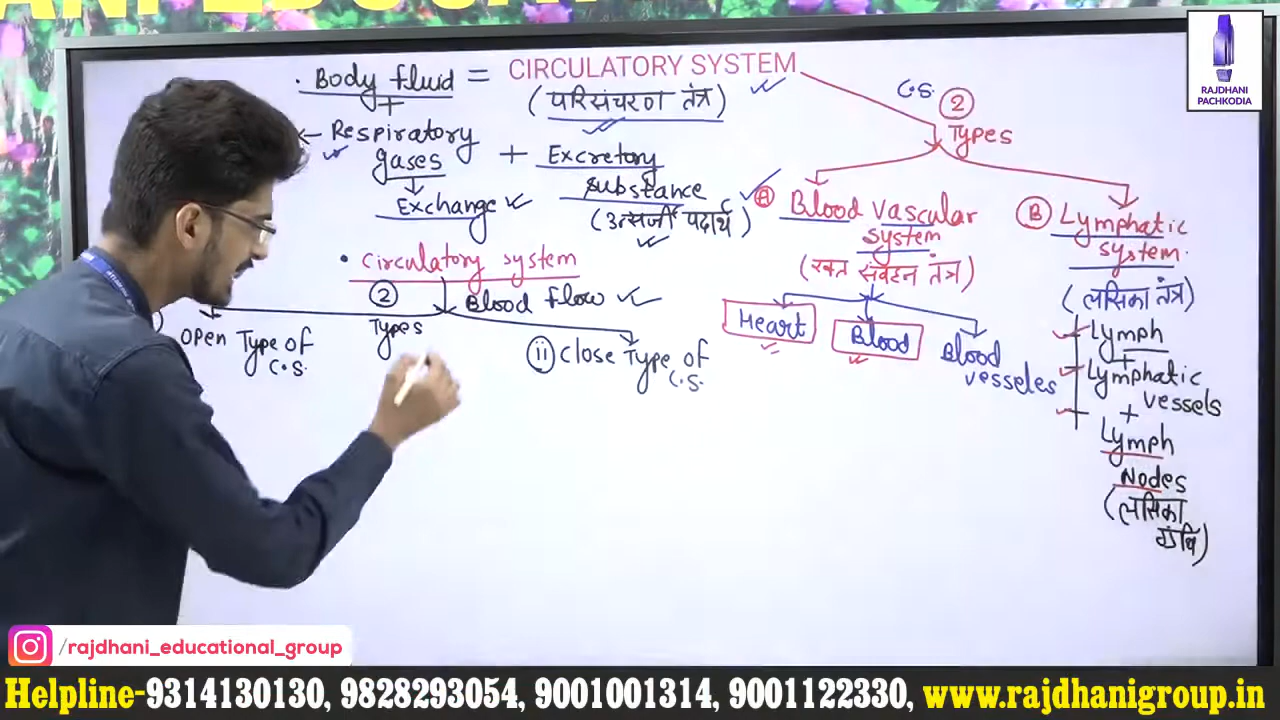 EDUCATION
RAJDHANI
PACHKODIA
• Body fluid = CIRCULATORY SYSTEM
(परिसंचरण तंत्र)
+
← Respiratory
gases
+ Excretory
substance
(उत्सर्जी पदार्थ)
Exchange
C.S. ②
Types
Ⓐ Blood vascular
system
(रक्त संवहन तंत्र)
Heart
Blood
Blood
vesseles
Ⓑ Lymphatic
system.
(लसिका तंत्र)
Lymph
+
Lymphatic
vessels
+
Lymph
Nodes
(लसिका
ग्रंथि)
• Circulatory system
② Blood flow
Types
Open Type of
C.S.
ⓘⓘ Close Type of
C.S.
/rajdhani_educational_group
Helpline-9314130130, 9828293054, 9001001314, 9001122330, www.rajdhanigroup.in